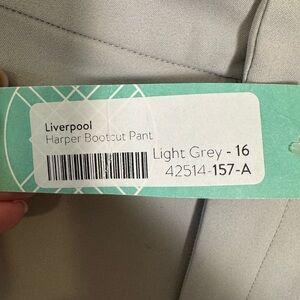 Liverpool
Harper Bootcut Pant
Light Grey - 16
42514-157-A